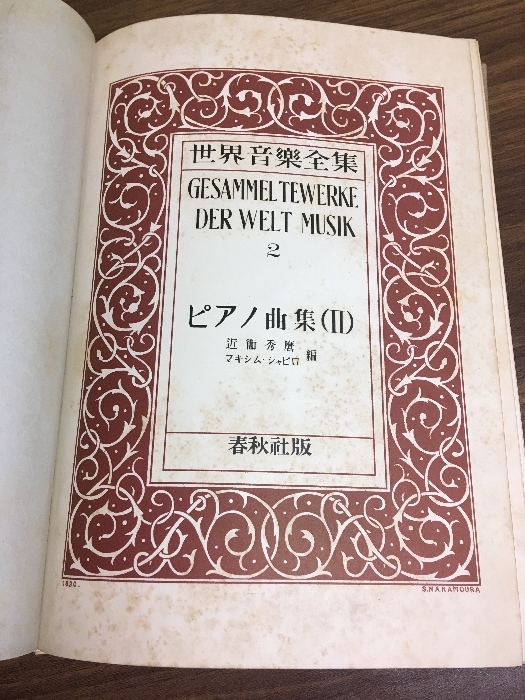 世界音樂全集
GESAMMELTEWERKE
DER WELT MUSIK
2
ピアノ曲集(II)
近衞秀麿
マキシム・シャピロ 編
春秋社版
1930.
S.NAKAMOURA